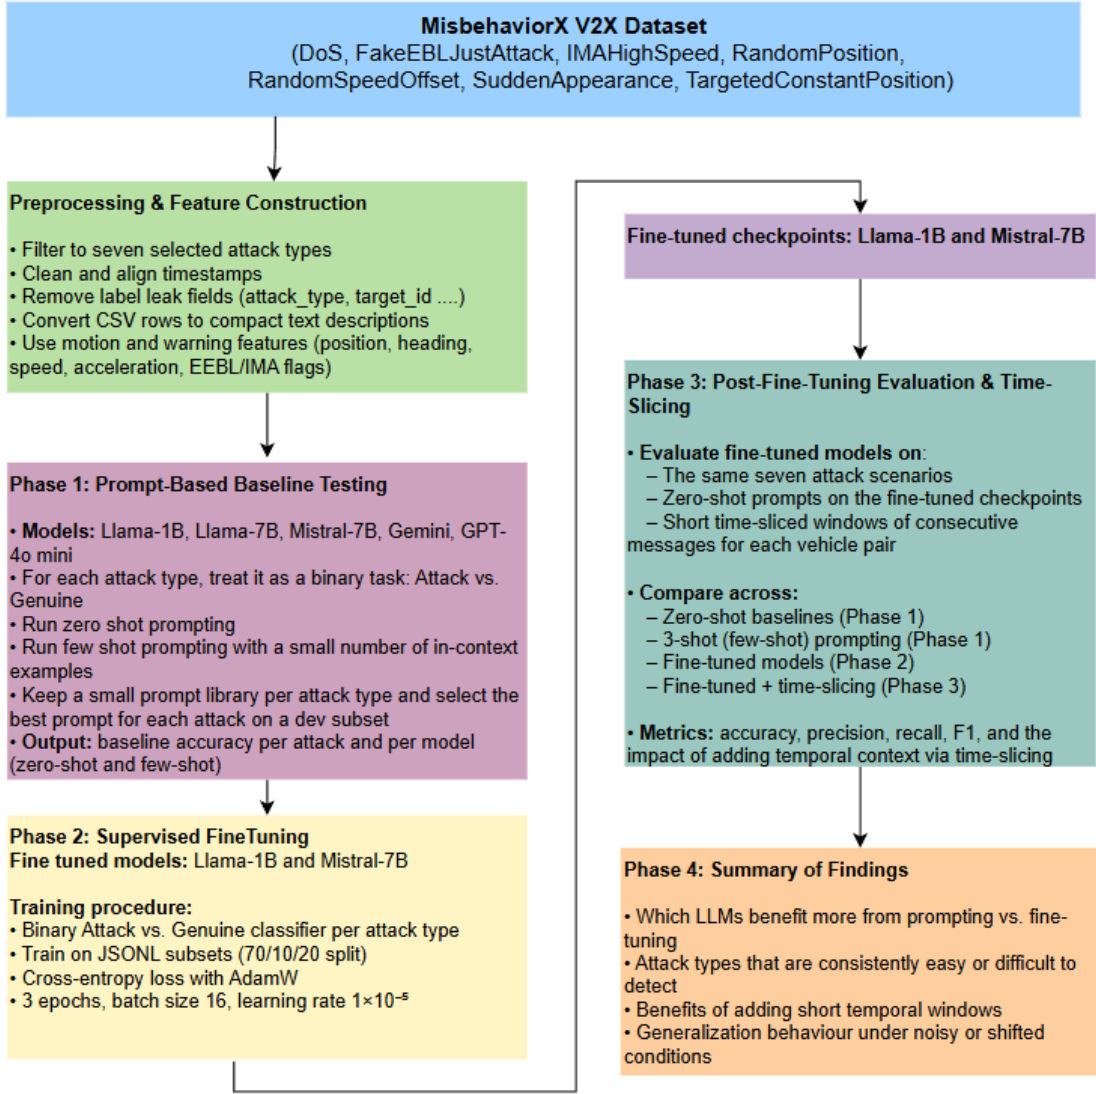 MisbehaviorX V2X Dataset
(DoS, FakeEBLJustAttack, IMAHighSpeed, RandomPosition,
RandomSpeedOffset, SuddenAppearance, TargetedConstantPosition)
Preprocessing & Feature Construction
• Filter to seven selected attack types
• Clean and align timestamps
• Remove label leak fields (attack_type, target_id ....)
• Convert CSV rows to compact text descriptions
• Use motion and warning features (position, heading,
speed, acceleration, EEBL/IMA flags)
Phase 1: Prompt-Based Baseline Testing
• Models: Llama-1B, Llama-7B, Mistral-7B, Gemini, GPT-
4o mini
• For each attack type, treat it as a binary task: Attack vs.
Genuine
• Run zero shot prompting
• Run few shot prompting with a small number of in-context
examples
• Keep a small prompt library per attack type and select the
best prompt for each attack on a dev subset
• Output: baseline accuracy per attack and per model
(zero-shot and few-shot)
Phase 2: Supervised FineTuning
Fine tuned models: Llama-1B and Mistral-7B
Training procedure:
• Binary Attack vs. Genuine classifier per attack type
• Train on JSONL subsets (70/10/20 split)
• Cross-entropy loss with AdamW
• 3 epochs, batch size 16, learning rate 1×10⁻⁵
Fine-tuned checkpoints: Llama-1B and Mistral-7B
Phase 3: Post-Fine-Tuning Evaluation & Time-
Slicing
• Evaluate fine-tuned models on:
– The same seven attack scenarios
– Zero-shot prompts on the fine-tuned checkpoints
– Short time-sliced windows of consecutive
messages for each vehicle pair
• Compare across:
– Zero-shot baselines (Phase 1)
– 3-shot (few-shot) prompting (Phase 1)
– Fine-tuned models (Phase 2)
– Fine-tuned + time-slicing (Phase 3)
• Metrics: accuracy, precision, recall, F1, and the
impact of adding temporal context via time-slicing
Phase 4: Summary of Findings
• Which LLMs benefit more from prompting vs. fine-
tuning
• Attack types that are consistently easy or difficult to
detect
• Benefits of adding short temporal windows
• Generalization behaviour under noisy or shifted
conditions